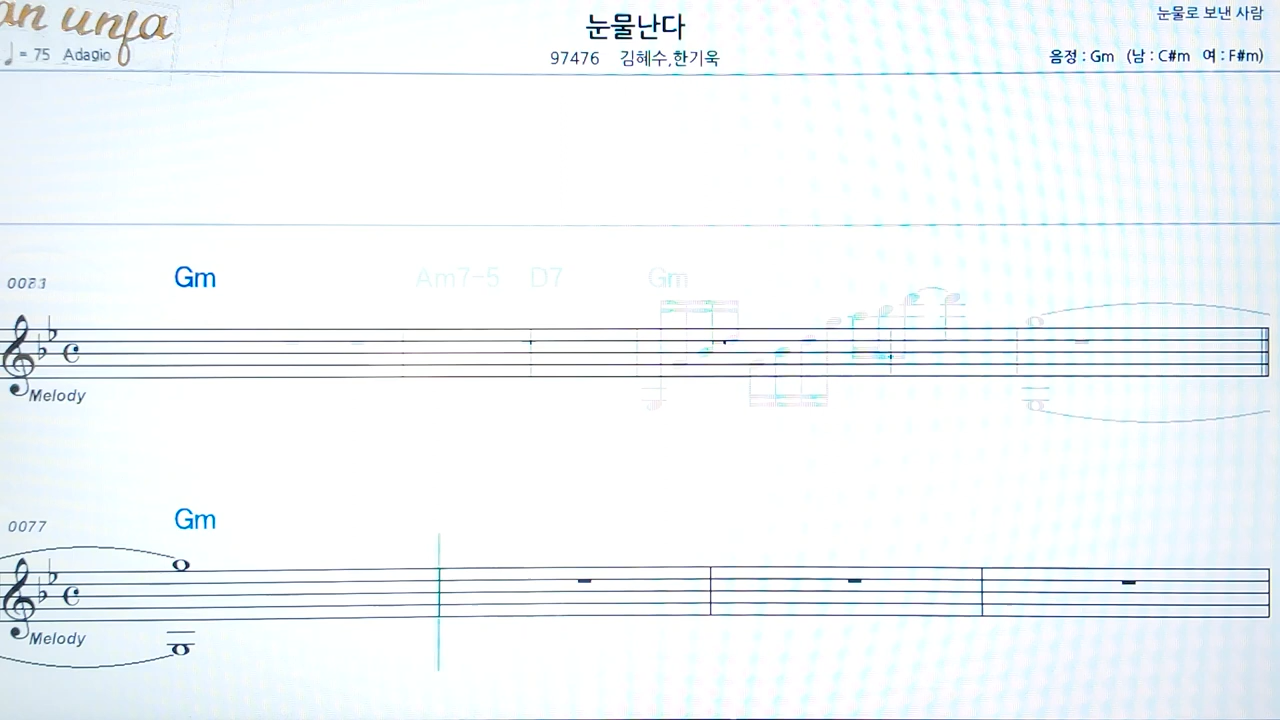 an unfa
눈물난다
눈물로 보낸 사람
♩= 75 Adagio
97476 김혜수,한기욱
음정 : Gm (남 : C#m 여 : F#m)
Gm Am7-5 D7 Gm
Melody
0077
Gm
Melody